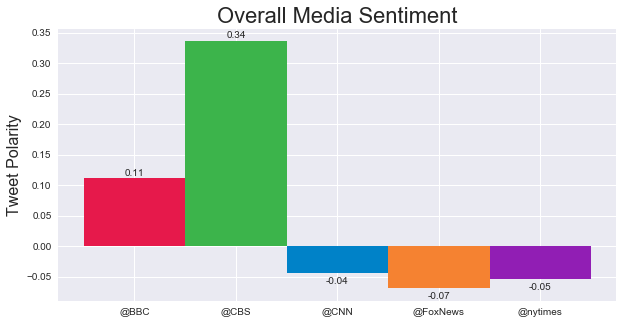 Overall Media Sentiment
Tweet Polarity
0.35
0.30
0.25
0.20
0.15
0.10
0.05
0.00
−0.05
0.11
0.34
-0.04
-0.07
-0.05
@BBC
@CBS
@CNN
@FoxNews
@nytimes